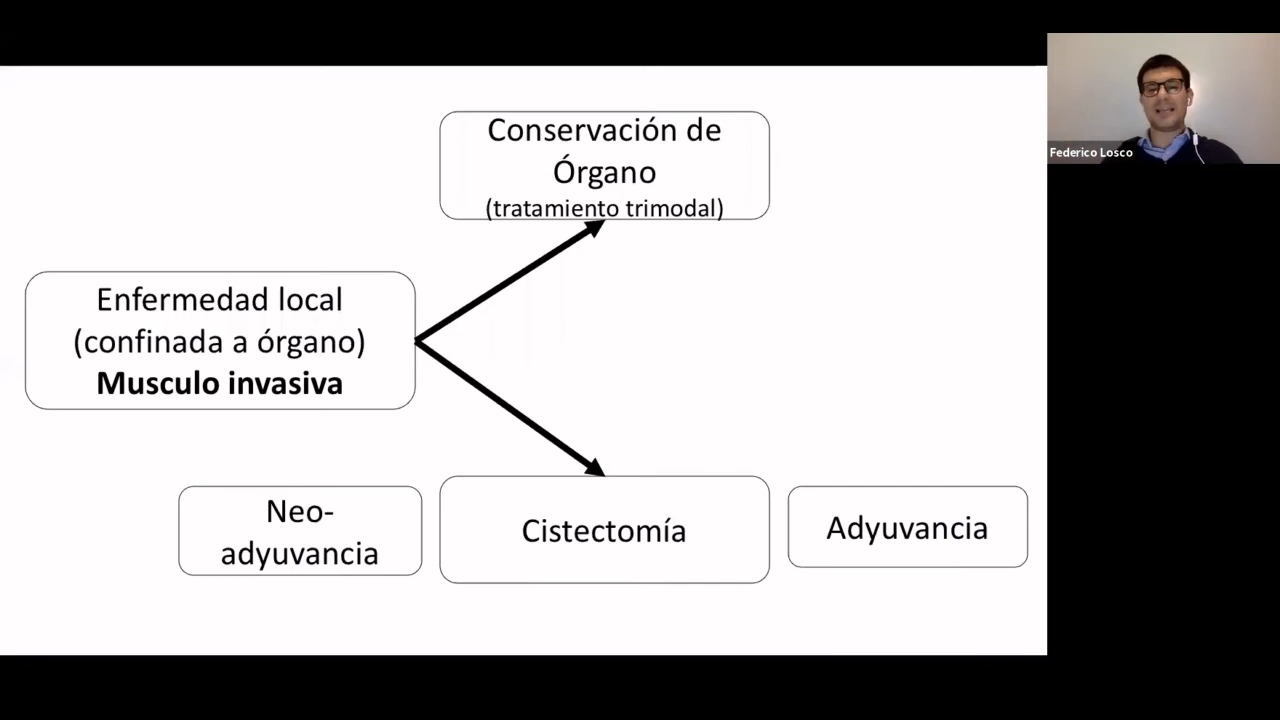 Conservación de
Órgano
(tratamiento trimodal)
Federico Losco
Enfermedad local
(confinada a órgano)
Musculo invasiva
Neo-
adyuvancia
Cistectomía
Adyuvancia